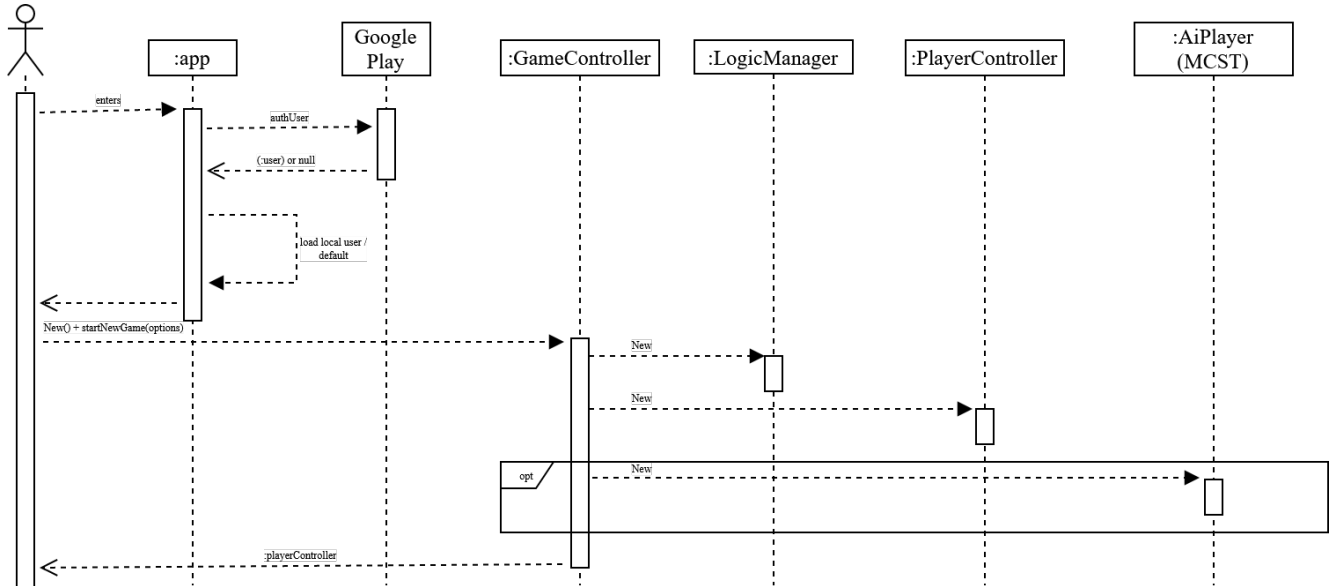 :app
Google
Play
:GameController
:LogicManager
:PlayerController
:AiPlayer
(MCST)
enters
authUser
(:user) or null
load local user /
default
New() + startNewGame(options)
New
New
opt
New
:playerController